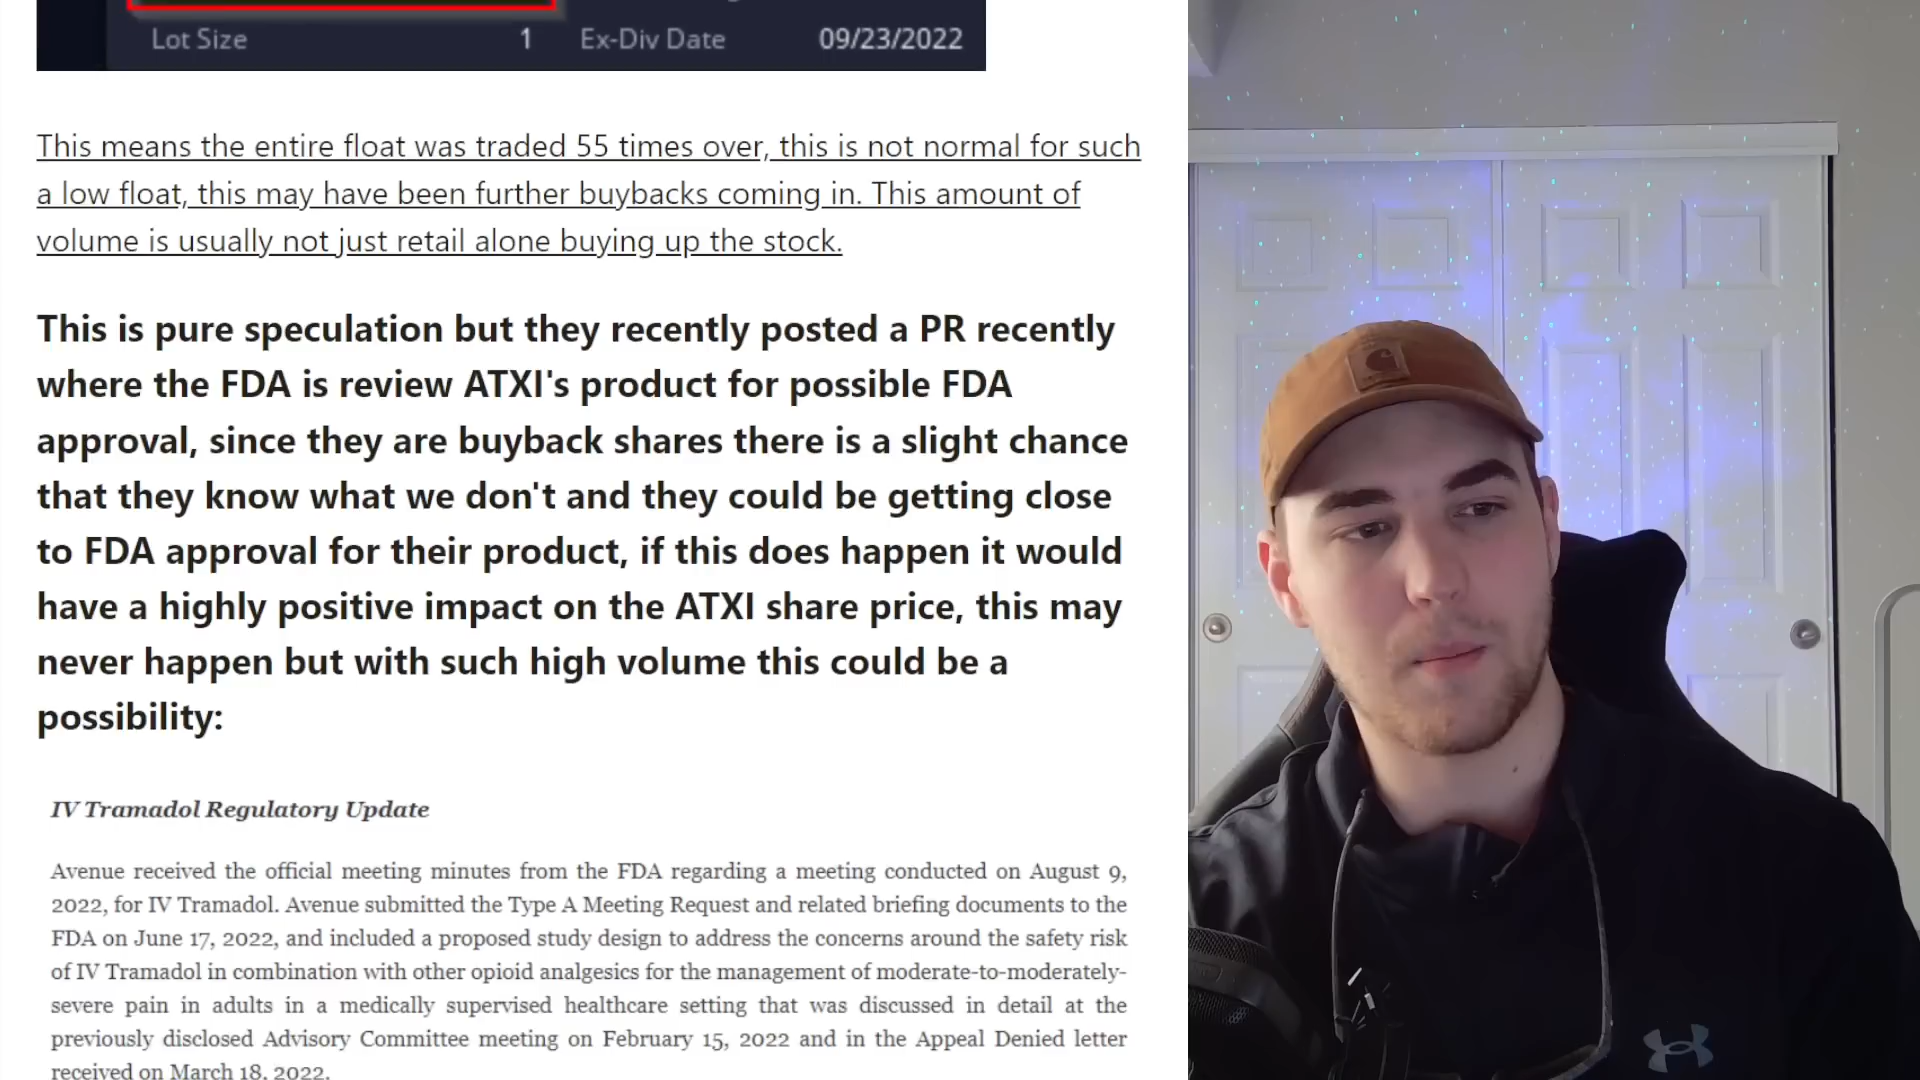 Lot Size 1 Ex-Div Date 09/23/2022
This means the entire float was traded 55 times over, this is not normal for such
a low float, this may have been further buybacks coming in. This amount of
volume is usually not just retail alone buying up the stock.
This is pure speculation but they recently posted a PR recently
where the FDA is review ATXI's product for possible FDA
approval, since they are buyback shares there is a slight chance
that they know what we don't and they could be getting close
to FDA approval for their product, if this does happen it would
have a highly positive impact on the ATXI share price, this may
never happen but with such high volume this could be a
possibility:
IV Tramadol Regulatory Update
Avenue received the official meeting minutes from the FDA regarding a meeting conducted on August 9,
2022, for IV Tramadol. Avenue submitted the Type A Meeting Request and related briefing documents to the
FDA on June 17, 2022, and included a proposed study design to address the concerns around the safety risk
of IV Tramadol in combination with other opioid analgesics for the management of moderate-to-moderately-
severe pain in adults in a medically supervised healthcare setting that was discussed in detail at the
previously disclosed Advisory Committee meeting on February 15, 2022 and in the Appeal Denied letter
received on March 18, 2022.